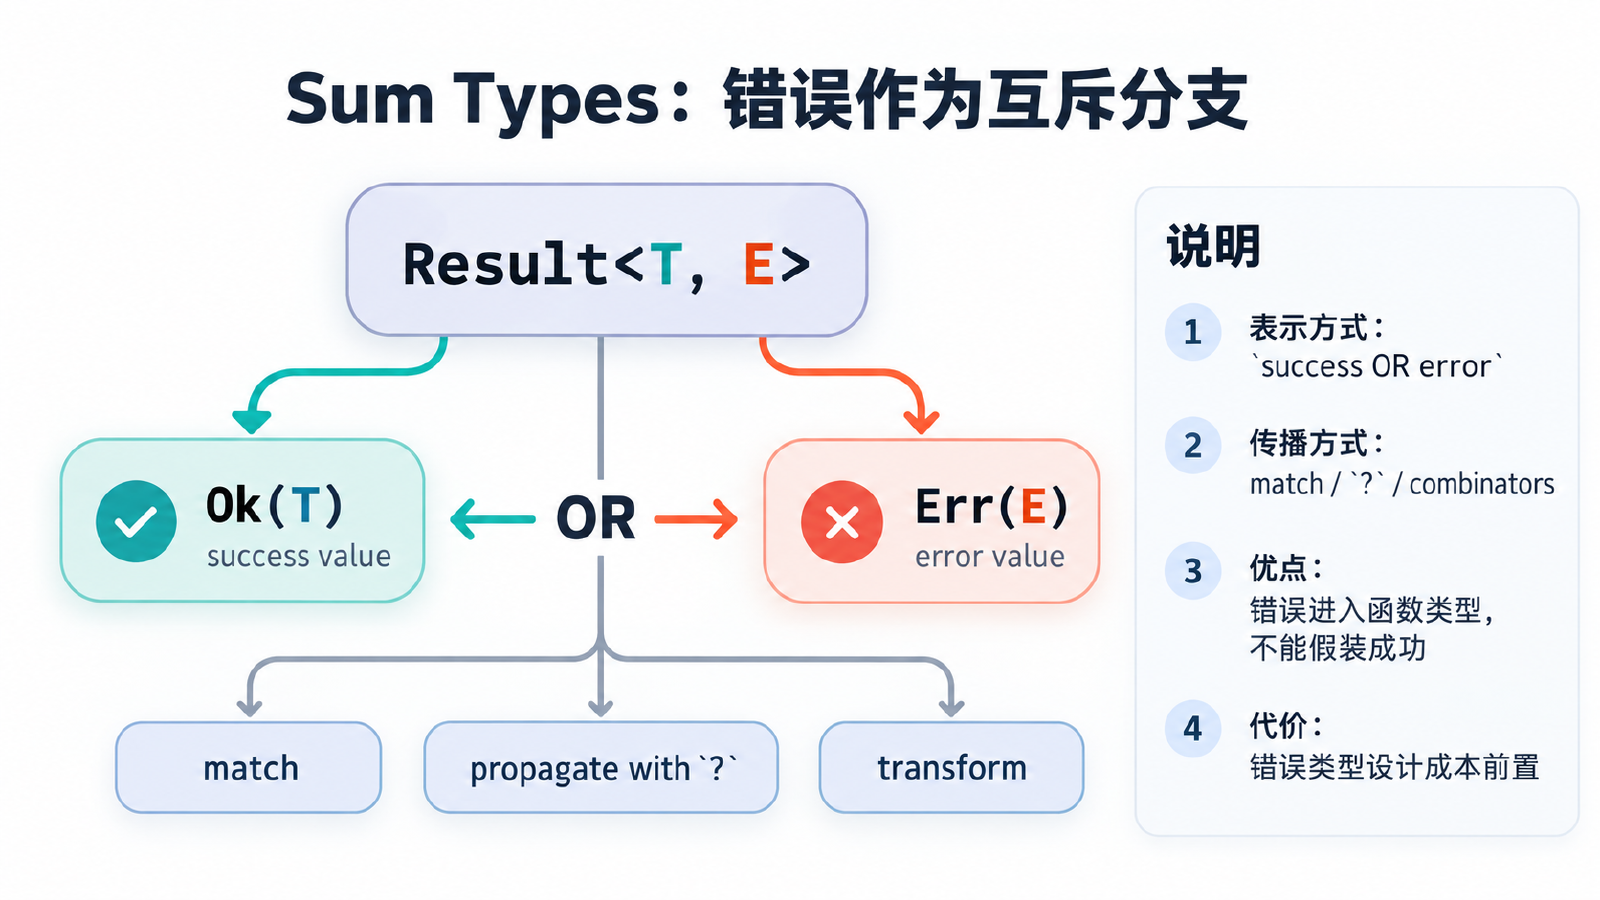 Sum Types：错误作为互斥分支
Result<T, E>
Ok(T)
success value
OR
Err(E)
error value
match
propagate with `?`
transform
说明
1
表示方式：
`success OR error`
2
传播方式：
match / `?` / combinators
3
优点：
错误进入函数类型，
不能假装成功
4
代价：
错误类型设计成本前置